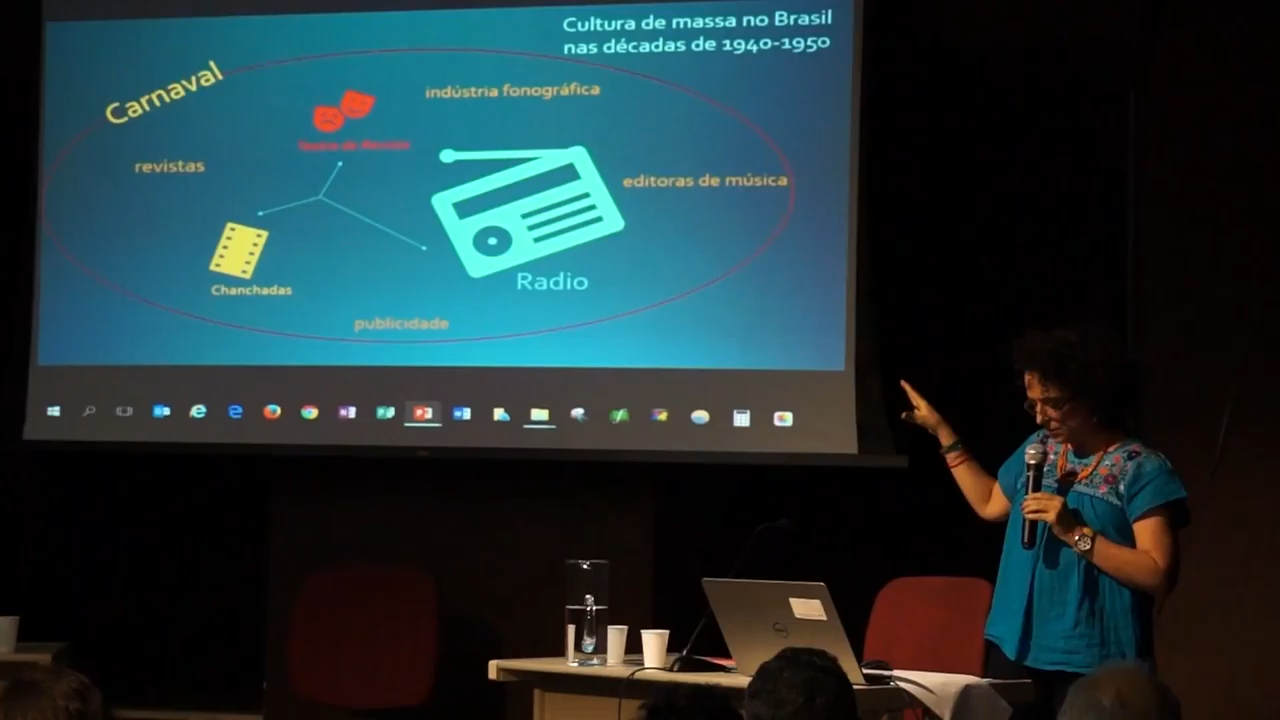 Cultura de massa no Brasil
nas décadas de 1940-1950
Carnaval
indústria fonográfica
revistas
editoras de música
Chanchadas
Radio
publicidade